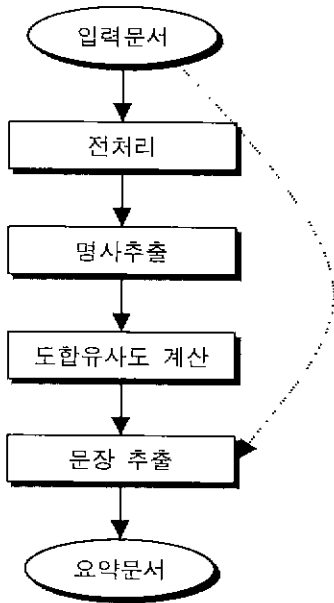 입력문서
전처리
명사추출
도합유사도 계산
문장 추출
요약문서